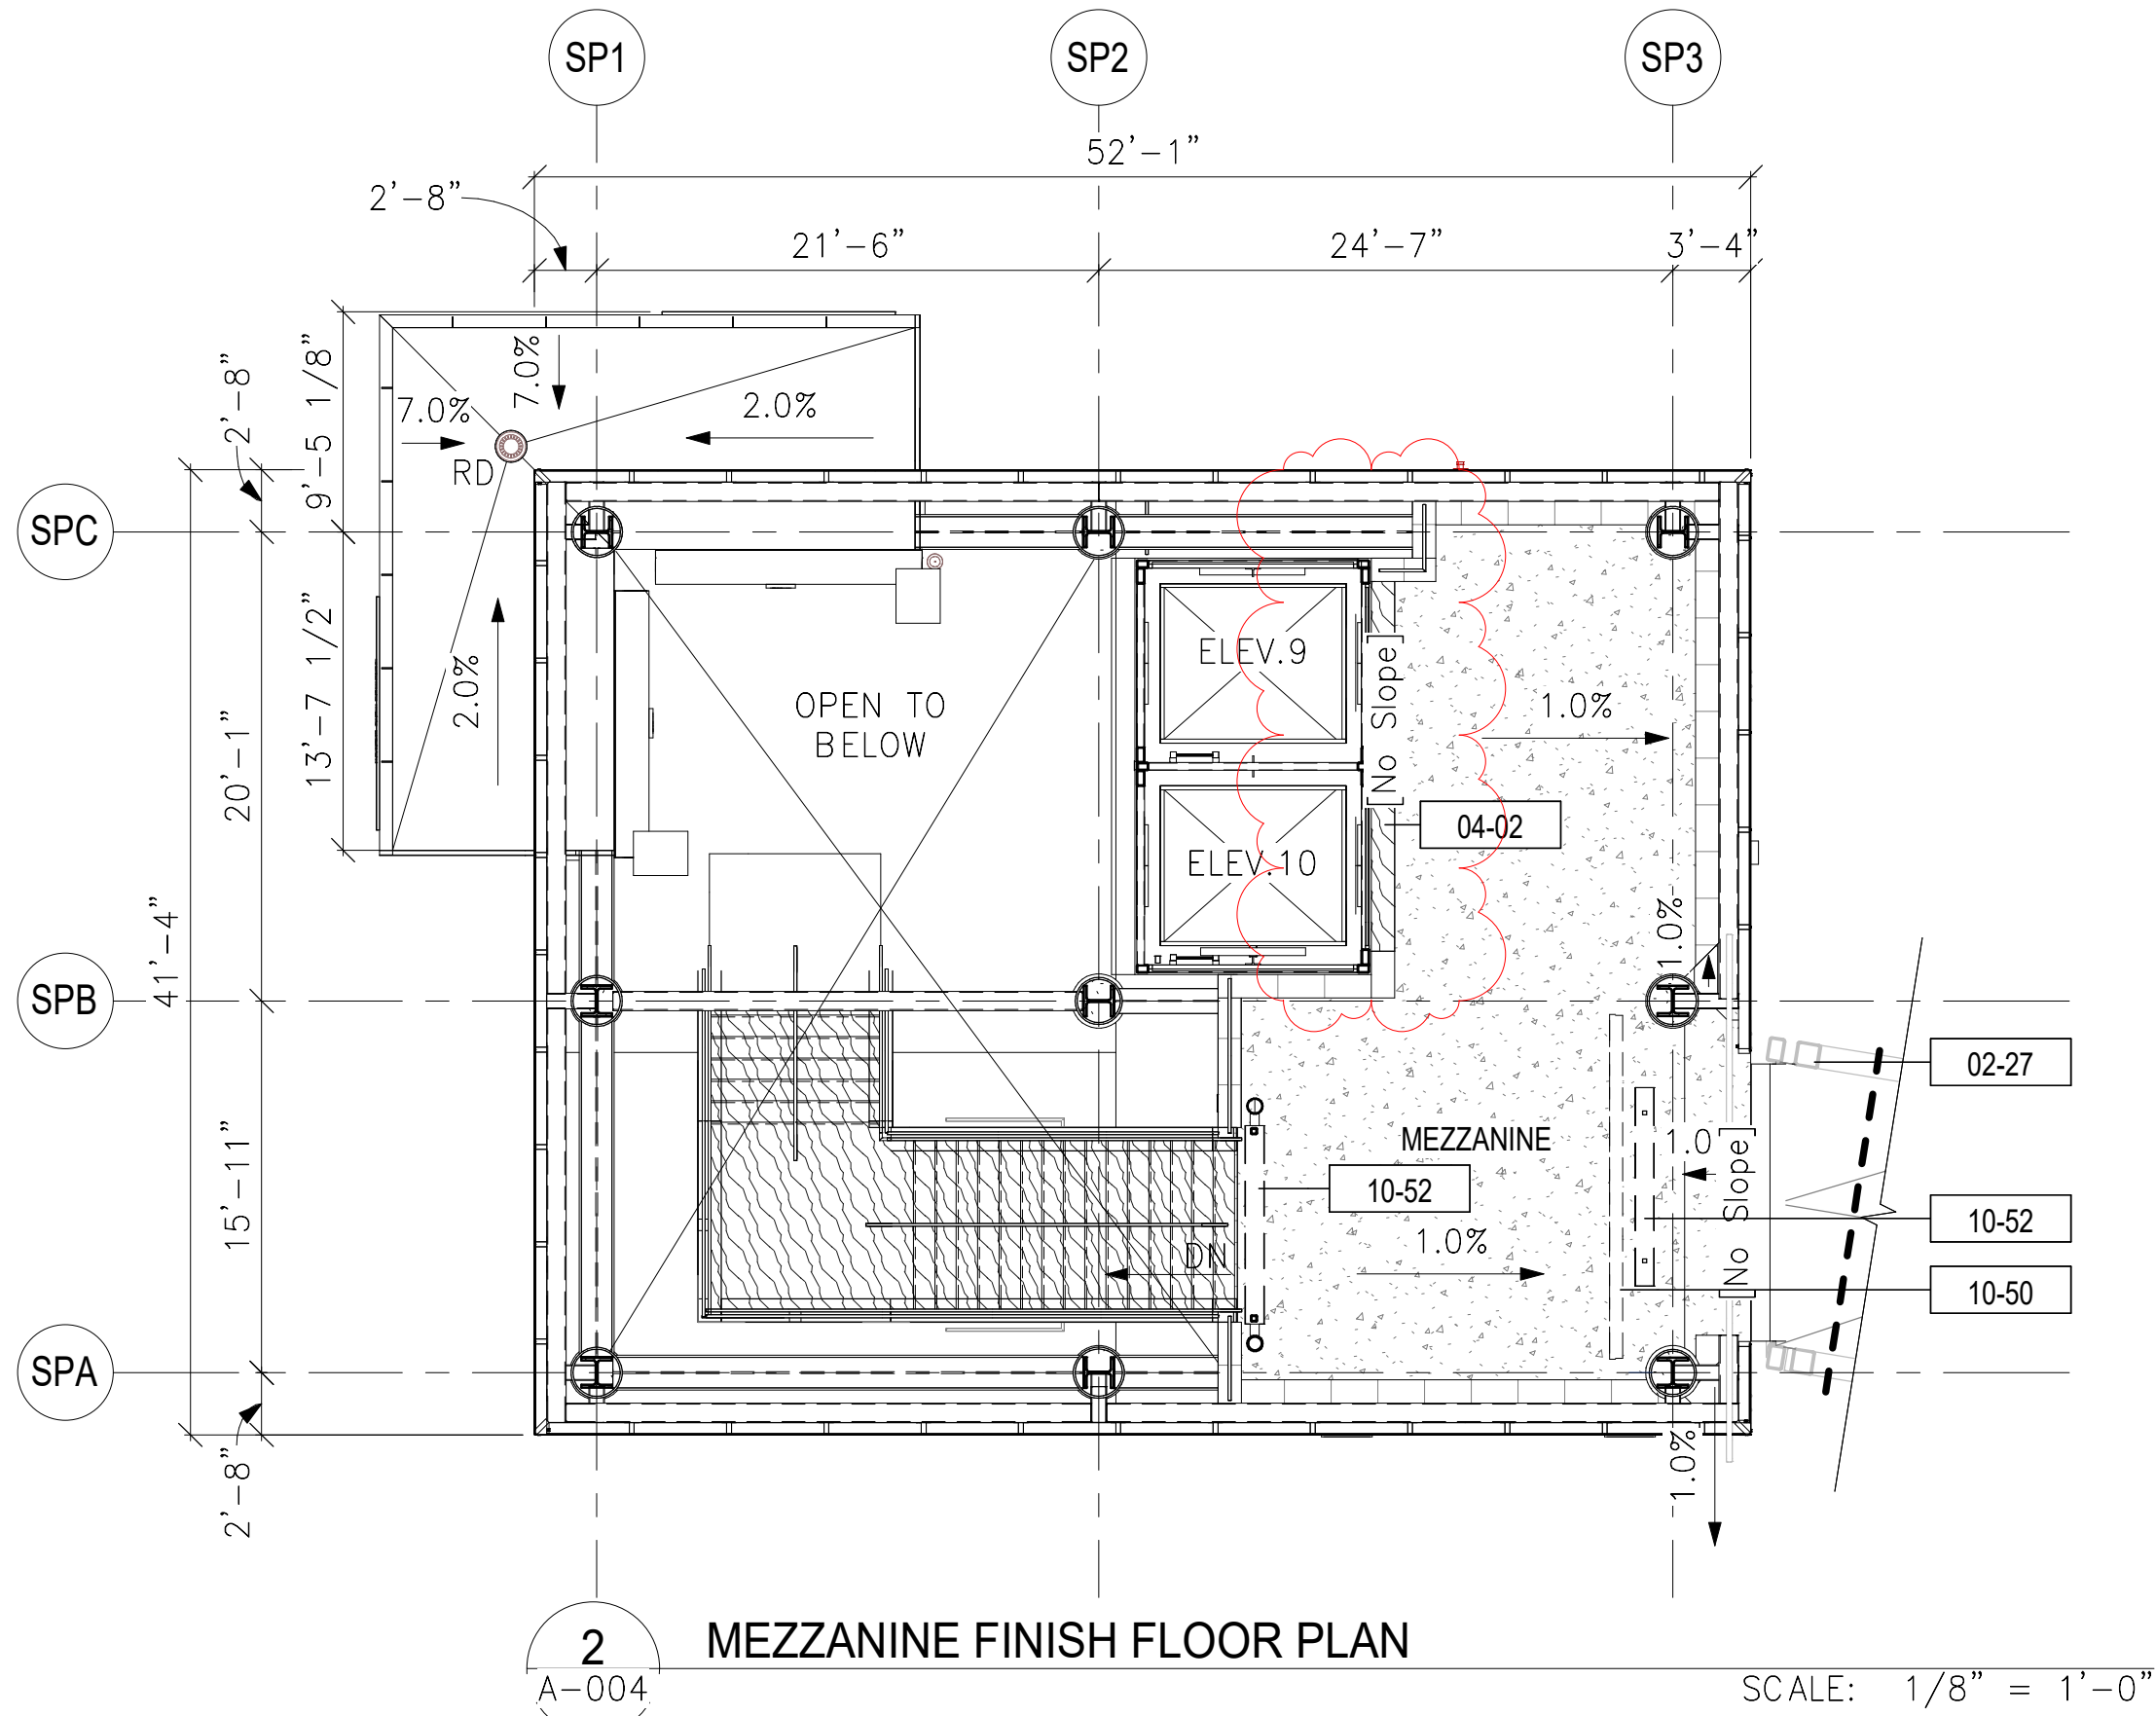 SP1
SP2
SP3
52'-1"
2'-8"
21'-6"
24'-7"
3'-4"
2'-8"
9'-5 1/8"
7.0%
7.0%
2.0%
RD
SPC
ELEV.9
[No Slope]
1.0%
OPEN TO
BELOW
2.0%
13'-7 1/2"
20'-1"
04-02
ELEV.10
1.0%
41'-4"
SPB
02-27
MEZZANINE
1.0
10-52
15'-11"
[No Slope]
10-52
1.0%
DN
10-50
SPA
2'-8"
1.0%
2
MEZZANINE FINISH FLOOR PLAN
A-004
SCALE: 1/8" = 1'-0"